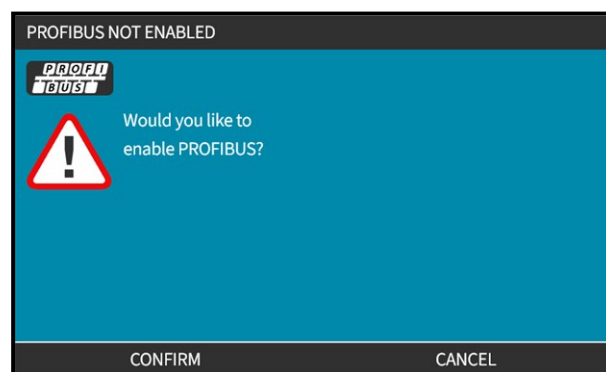 PROFIBUS NOT ENABLED
PROFI
BUS
Would you like to
enable PROFIBUS?
!
CONFIRM CANCEL